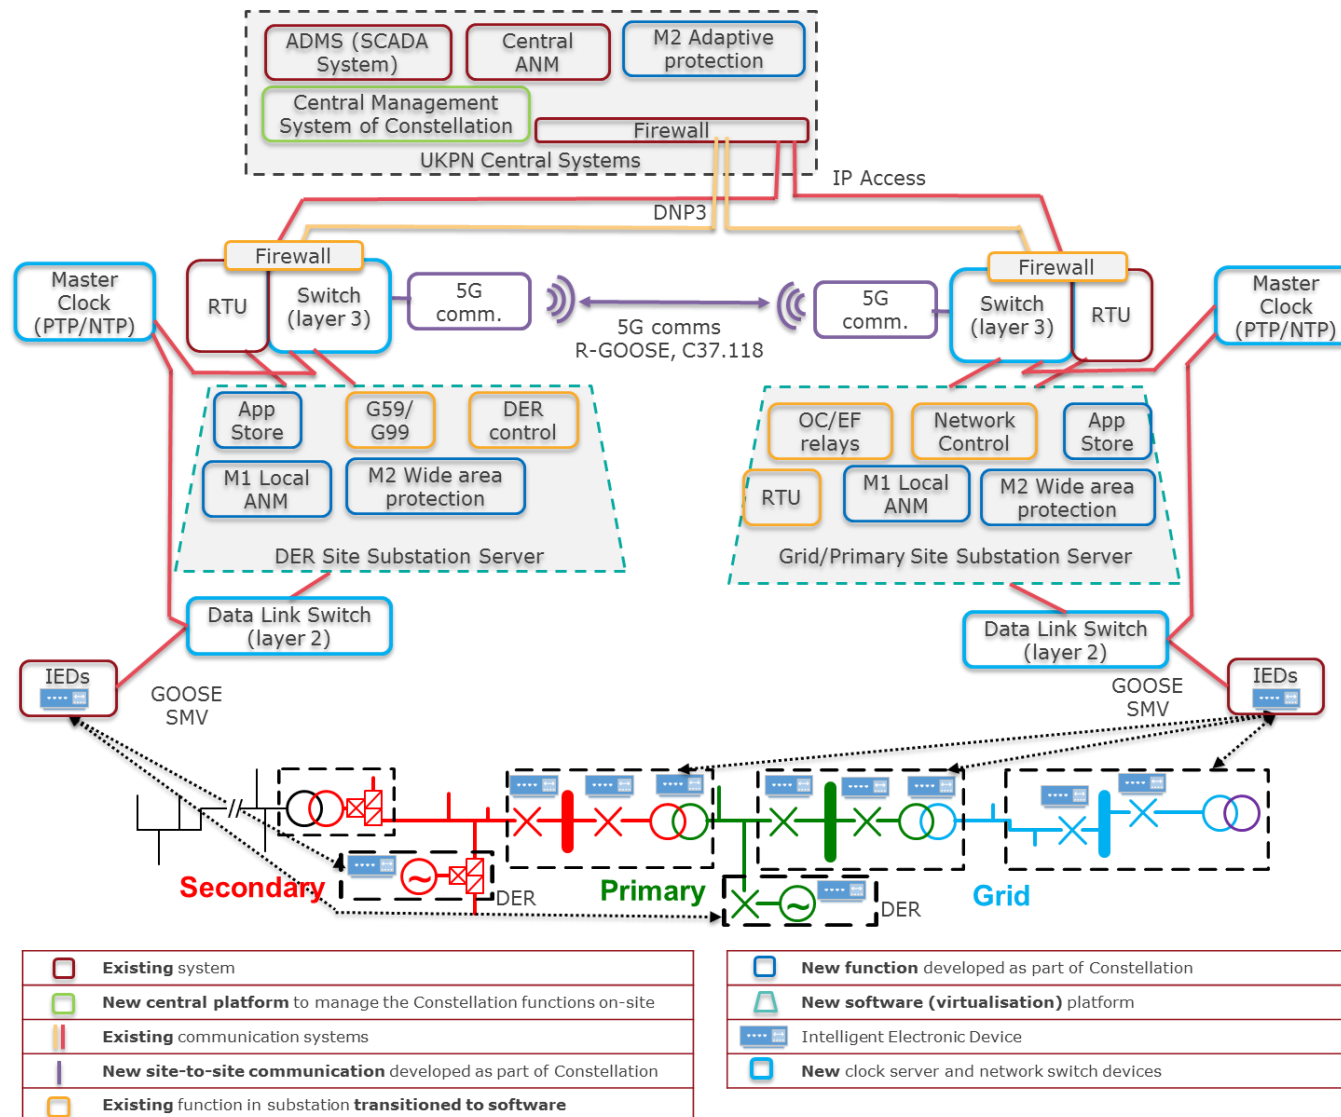 ADMS (SCADA
System)
Central
ANM
M2 Adaptive
protection
Central Management
System of Constellation
Firewall
UKPN Central Systems
IP Access
DNP3
Firewall
Master
Clock
(PTP/NTP)
RTU
Switch
(layer 3)
5G
comm.
5G comms
R-GOOSE, C37.118
5G
comm.
Firewall
Switch
(layer 3)
RTU
Master
Clock
(PTP/NTP)
App
Store
G59/
G99
DER
control
M1 Local
ANM
M2 Wide area
protection
DER Site Substation Server
OC/EF
relays
Network
Control
App
Store
RTU
M1 Local
ANM
M2 Wide area
protection
Grid/Primary Site Substation Server
Data Link Switch
(layer 2)
Data Link Switch
(layer 2)
IEDs
GOOSE
SMV
GOOSE
SMV
IEDs
Secondary
DER
Primary
DER
Grid
Existing system
New central platform to manage the Constellation functions on-site
Existing communication systems
New site-to-site communication developed as part of Constellation
Existing function in substation transitioned to software
New function developed as part of Constellation
New software (virtualisation) platform
Intelligent Electronic Device
New clock server and network switch devices